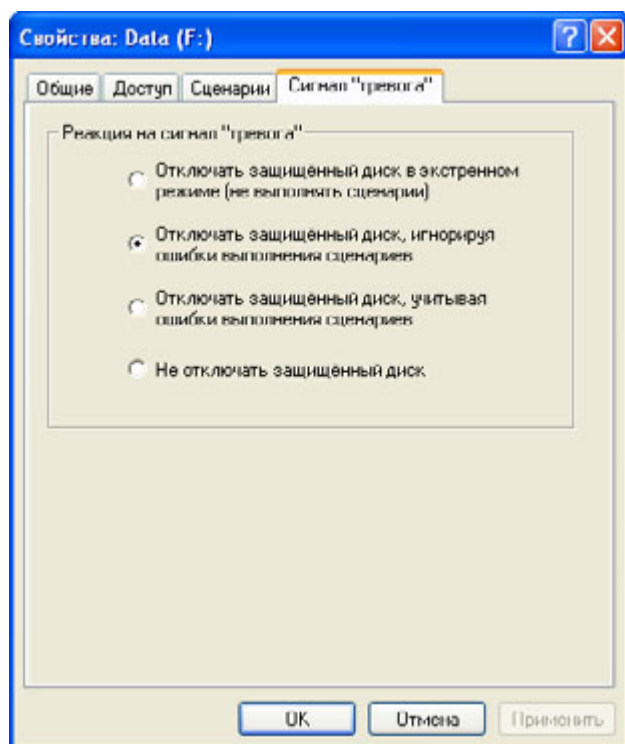 Свойства: Data (F:)
Общие Доступ Сценарии Сигнал "тревога"
Реакция на сигнал "тревога"
Отключать защищённый диск в экстренном
режиме (не выполнять сценарии)
Отключать защищённый диск, игнорируя
ошибки выполнения сценариев
Отключать защищённый диск, учитывая
ошибки выполнения сценариев
Не отключать защищённый диск
OK Отмена Применить